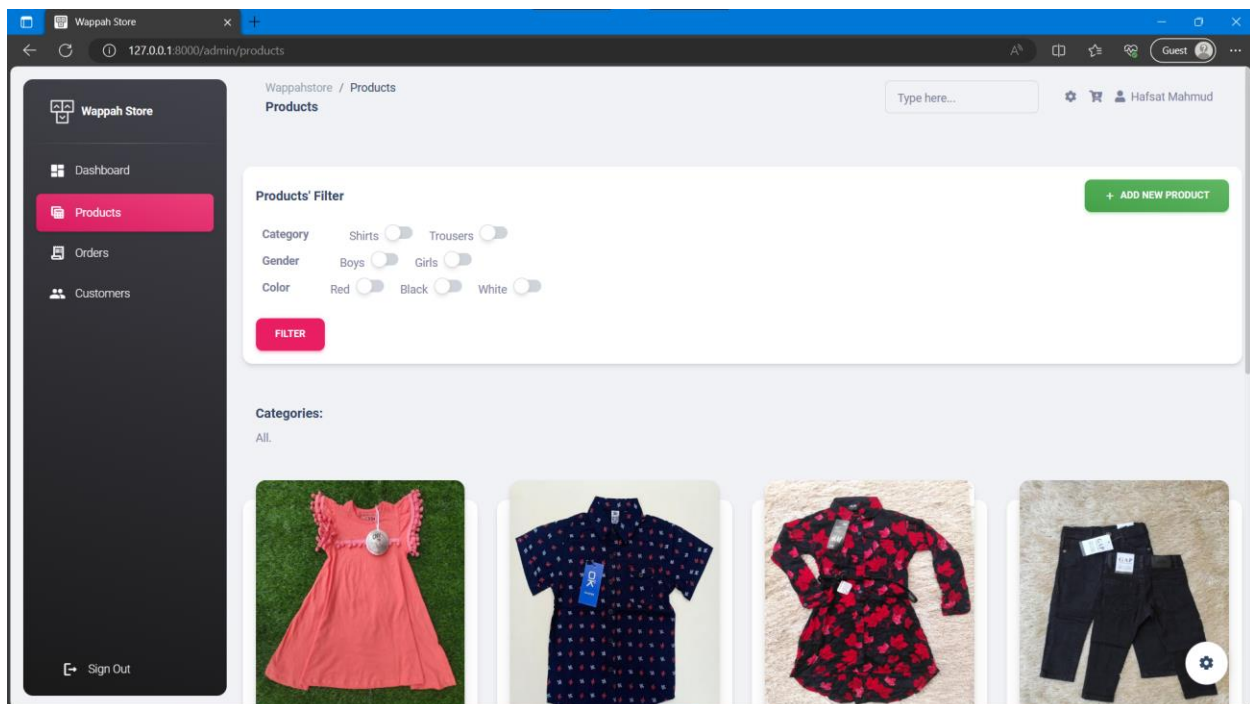 Wappah Store
127.0.0.1:8000/admin/products
Guest
Wappah Store
Wappahstore / Products
Products
Type here...
Hafsat Mahmud
Dashboard
Products
Orders
Customers
Sign Out
Products' Filter
+ ADD NEW PRODUCT
Category Shirts Trousers
Gender Boys Girls
Color Red Black White
FILTER
Categories:
All.
OK
GAP